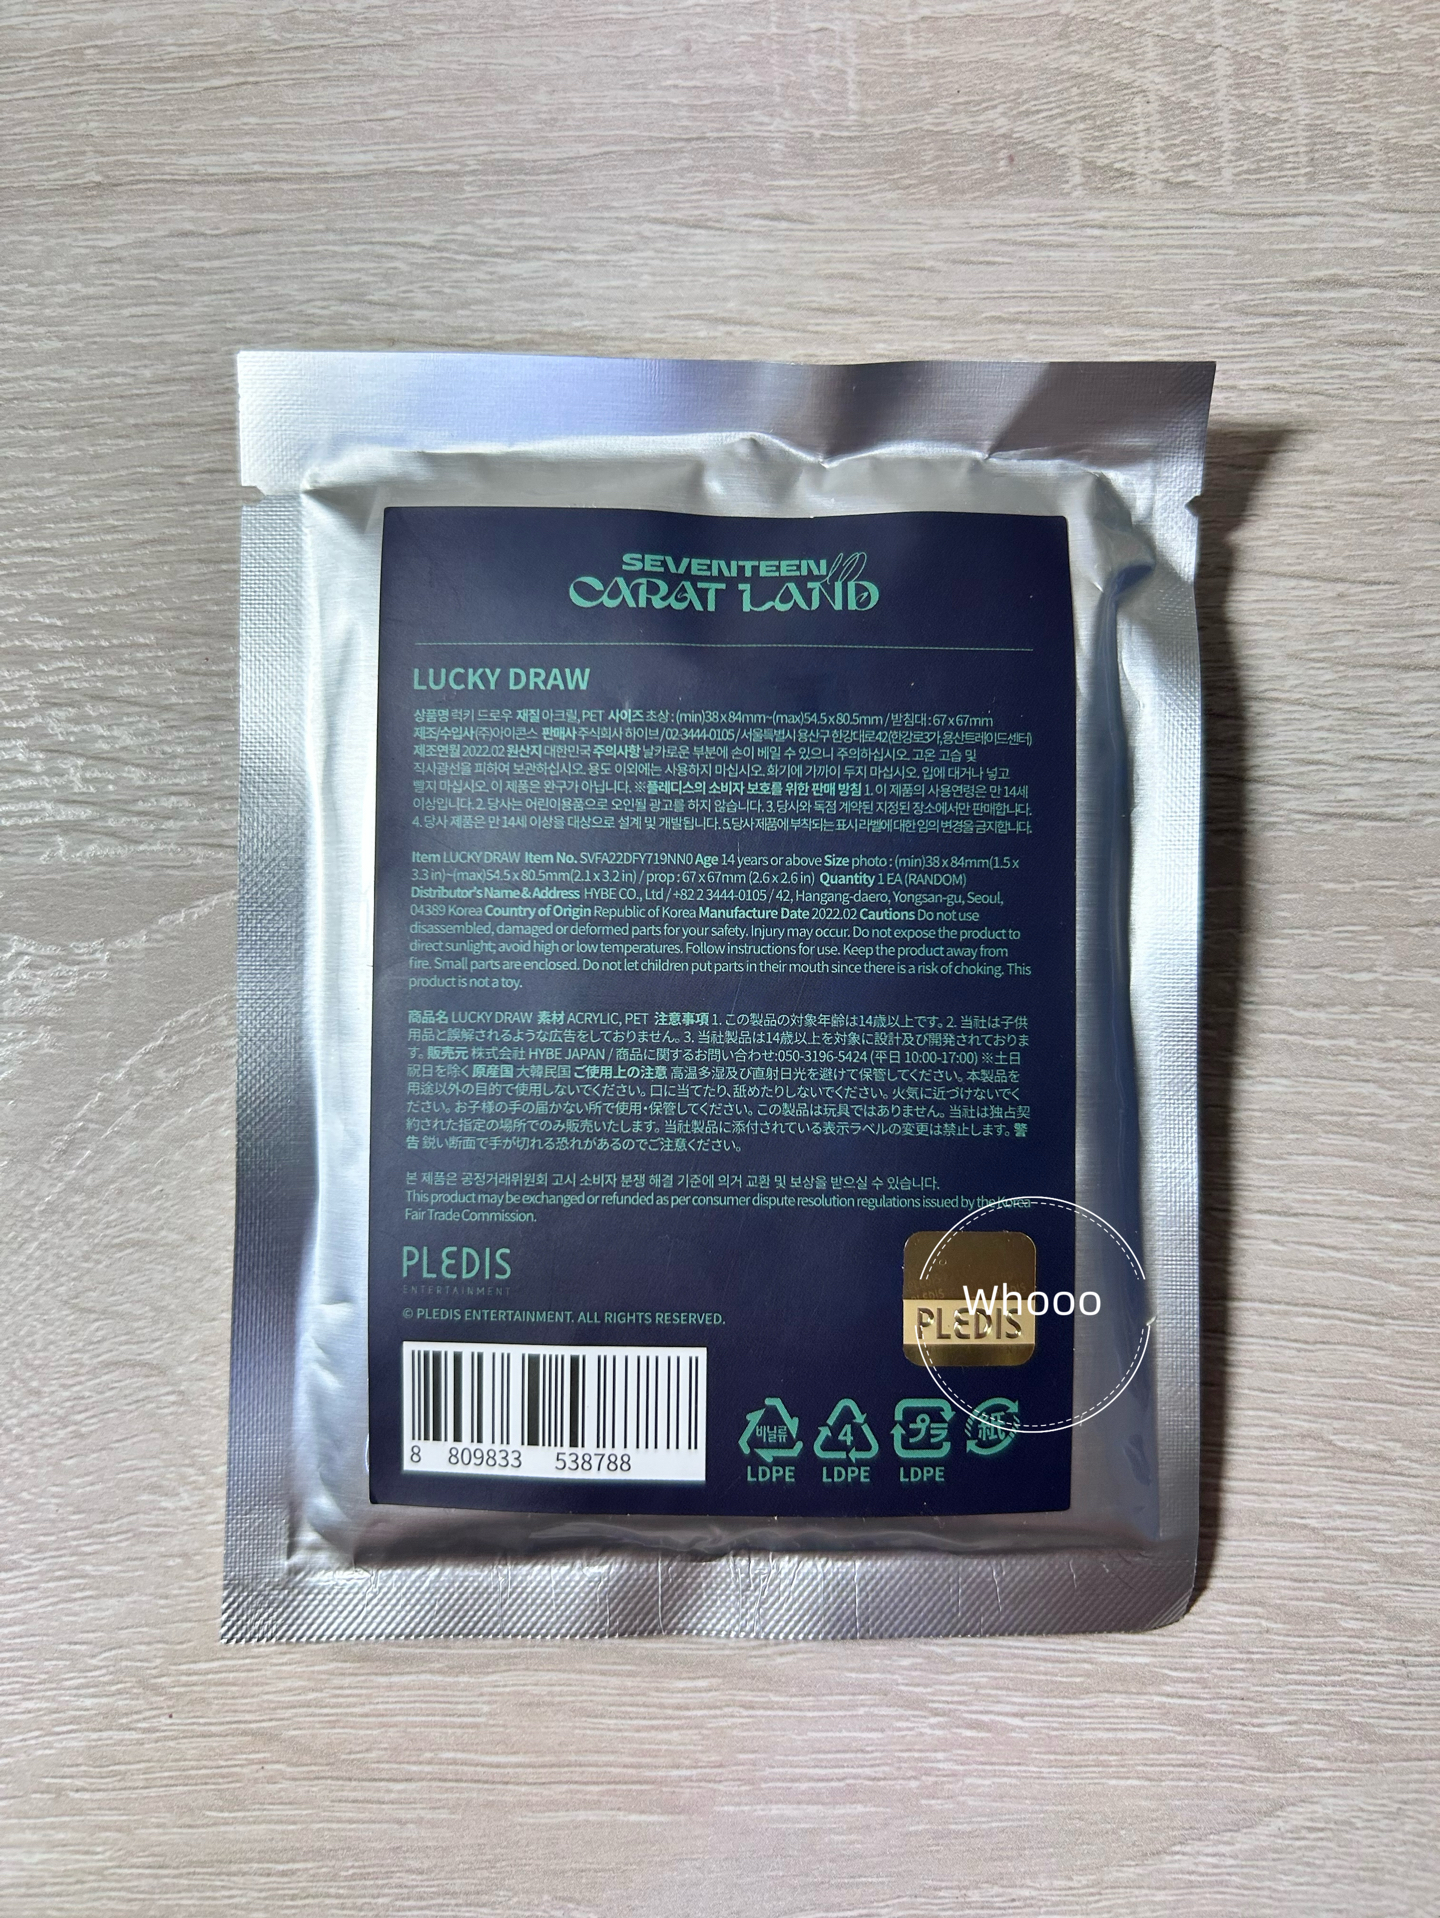 SEVENTEEN
CARAT LAND
LUCKY DRAW
상품명 럭키 드로우 재질 아크릴, PET 사이즈 초상 : (min)38 x 84mm~(max)54.5 x 80.5mm / 받침대 : 67 x 67mm
제조/수입사 (주)아이콘스 판매사 주식회사 하이브 / 02-3444-0105 / 서울특별시 용산구 한강대로 42(한강로3가, 용산트레이드센터)
제조연월 2022.02 원산지 대한민국 주의사항 날카로운 부분에 손이 베일 수 있으니 주의하십시오. 고온 고습 및
직사광선을 피하여 보관하십시오. 용도 이외에는 사용하지 마십시오. 화기에 가까이 두지 마십시오. 입에 대거나 넣고
빨지 마십시오. 이 제품은 완구가 아닙니다. ※플레디스의 소비자 보호를 위한 판매 방침 1. 이 제품의 사용연령은 만 14세
이상입니다. 2. 당사는 어린이용품으로 오인될 광고를 하지 않습니다. 3. 당사와 독점 계약된 지정된 장소에서만 판매합니다.
4. 당사 제품은 만 14세 이상을 대상으로 설계 및 개발됩니다. 5. 당사 제품에 부착되는 표시 라벨에 대한 임의 변경을 금지합니다.
Item LUCKY DRAW Item No. SVFA22DFY719NN0 Age 14 years or above Size photo : (min)38 x 84mm(1.5 x
3.3 in)~(max)54.5 x 80.5mm(2.1 x 3.2 in) / prop : 67 x 67mm (2.6 x 2.6 in) Quantity 1 EA (RANDOM)
Distributor's Name & Address HYBE CO., Ltd / +82 2 3444-0105 / 42, Hangang-daero, Yongsan-gu, Seoul,
04389 Korea Country of Origin Republic of Korea Manufacture Date 2022.02 Cautions Do not use
disassembled, damaged or deformed parts for your safety. Injury may occur. Do not expose the product to
direct sunlight; avoid high or low temperatures. Follow instructions for use. Keep the product away from
fire. Small parts are enclosed. Do not let children put parts in their mouth since there is a risk of choking. This
product is not a toy.
商品名 LUCKY DRAW 素材 ACRYLIC, PET 注意事項 1. この製品の対象年齢は14歳以上です。2. 当社は子供
用品と誤解されるような広告をしておりません。3. 当社製品は14歳以上を対象に設計及び開発されておりま
す。販売元 株式会社 HYBE JAPAN / 商品に関するお問い合わせ:050-3196-5424 (平日 10:00-17:00) ※土日
祝日を除く 原産国 大韓民国 ご使用上の注意 高温多湿及び直射日光を避けて保管してください。本製品を
用途以外の目的で使用しないでください。口に当てたり、舐めたりしないでください。火気に近づけないでく
ださい。お子様の手の届かない所で使用・保管してください。この製品は玩具ではありません。当社は独占契
約された指定の場所でのみ販売いたします。当社製品に添付されている表示ラベルの変更は禁止します。警
告 鋭い断面で手が切れる恐れがあるのでご注意ください。
본 제품은 공정거래위원회 고시 소비자 분쟁 해결 기준에 의거 교환 및 보상을 받으실 수 있습니다.
This product may be exchanged or refunded as per consumer dispute resolution regulations issued by the Korea
Fair Trade Commission.
PLEDIS
ENTERTAINMENT
© PLEDIS ENTERTAINMENT. ALL RIGHTS RESERVED.
Whooo
PLEDIS
8 809833 538788
비닐류 4 プラ 紙
LDPE LDPE LDPE